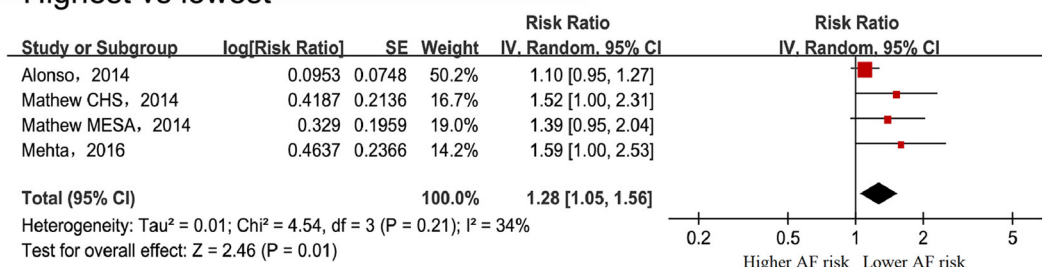 Highest vs lowest
Risk Ratio Risk Ratio
Study or Subgroup log[Risk Ratio] SE Weight IV, Random, 95% CI IV, Random, 95% CI
Alonso，2014 0.0953 0.0748 50.2% 1.10 [0.95, 1.27]
Mathew CHS，2014 0.4187 0.2136 16.7% 1.52 [1.00, 2.31]
Mathew MESA，2014 0.329 0.1959 19.0% 1.39 [0.95, 2.04]
Mehta，2016 0.4637 0.2366 14.2% 1.59 [1.00, 2.53]
Total (95% CI) 100.0% 1.28 [1.05, 1.56]
Heterogeneity: Tau² = 0.01; Chi² = 4.54, df = 3 (P = 0.21); I² = 34%
Test for overall effect: Z = 2.46 (P = 0.01)
0.2 0.5 1 2 5
Higher AF risk Lower AF risk